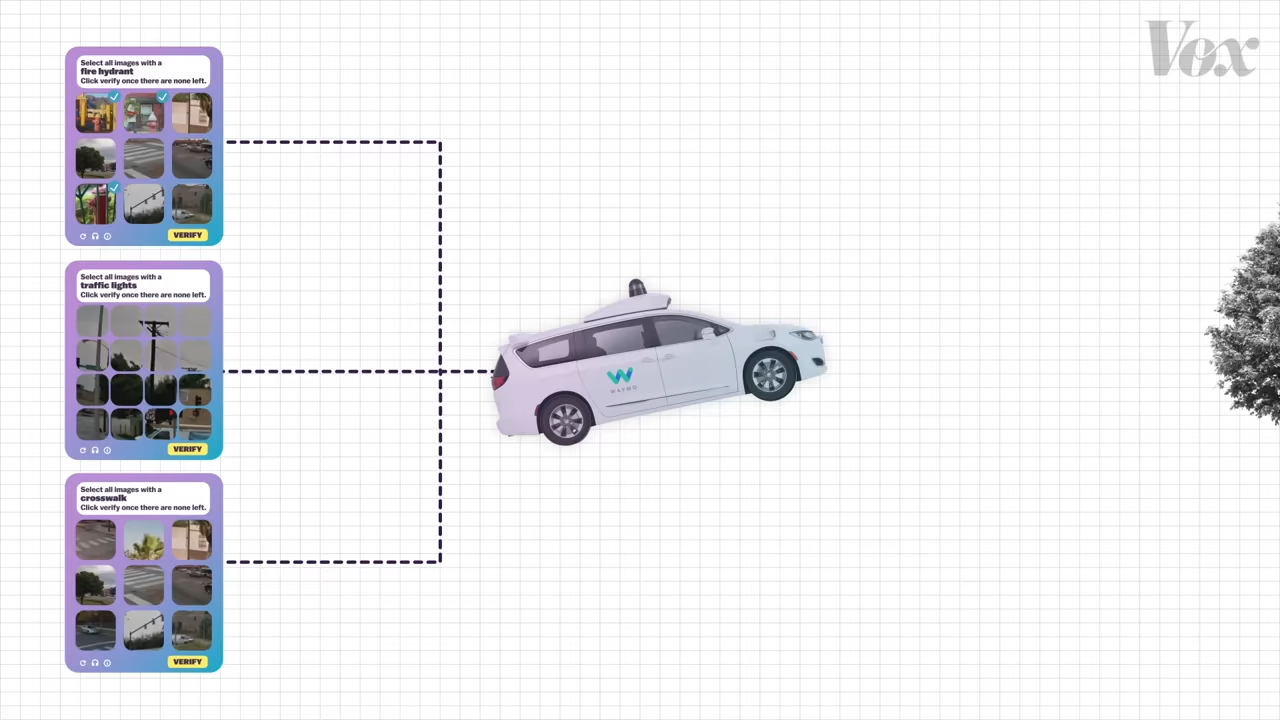 Vox
Select all images with a
fire hydrant
Click verify once there are none left.
VERIFY
Select all images with a
traffic lights
Click verify once there are none left.
VERIFY
WAYMO
Select all images with a
crosswalk
Click verify once there are none left.
VERIFY